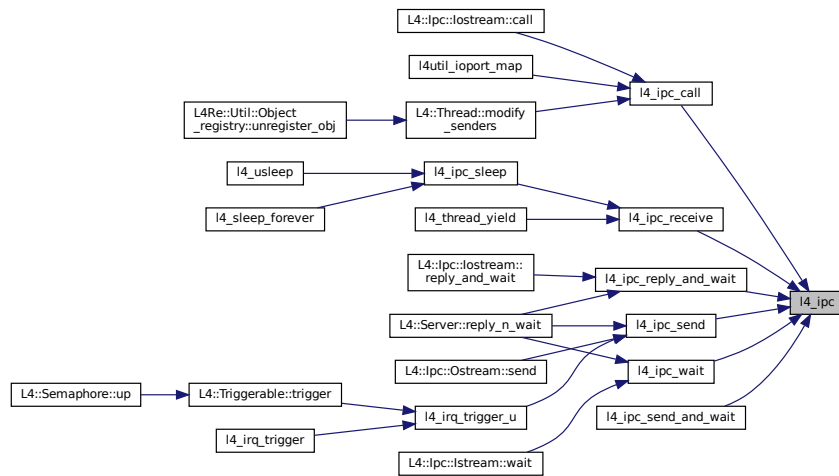 L4::Ipc::Iostream::call
l4util_ioport_map
l4_ipc_call
L4Re::Util::Object
_registry::unregister_obj
L4::Thread::modify
_senders
l4_usleep
l4_ipc_sleep
l4_sleep_forever
l4_thread_yield
l4_ipc_receive
L4::Ipc::Iostream::
reply_and_wait
l4_ipc_reply_and_wait
l4_ipc
L4::Server::reply_n_wait
l4_ipc_send
L4::Ipc::Ostream::send
l4_ipc_wait
L4::Semaphore::up
L4::Triggerable::trigger
l4_irq_trigger_u
l4_ipc_send_and_wait
l4_irq_trigger
L4::Ipc::Istream::wait